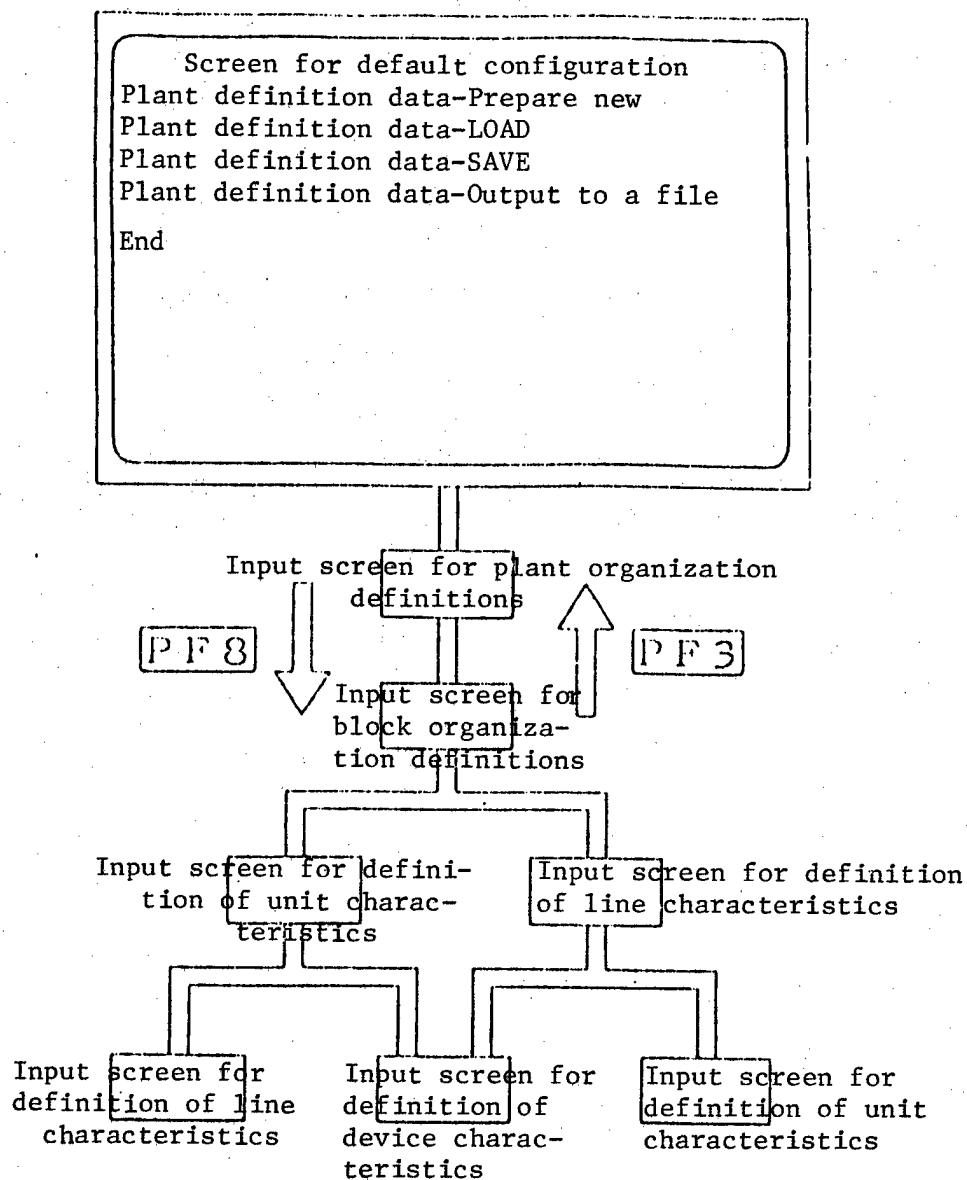 Screen for default configuration
Plant definition data-Prepare new
Plant definition data-LOAD
Plant definition data-SAVE
Plant definition data-Output to a file
End
Input screen for plant organization
definitions
PF8
PF3
Input screen for
block organiza-
tion definitions
Input screen for defini-
tion of unit charac-
teristics
Input screen for definition
of line characteristics
Input screen for
definition of line
characteristics
Input screen for
definition of
device charac-
teristics
Input screen for
definition of unit
characteristics